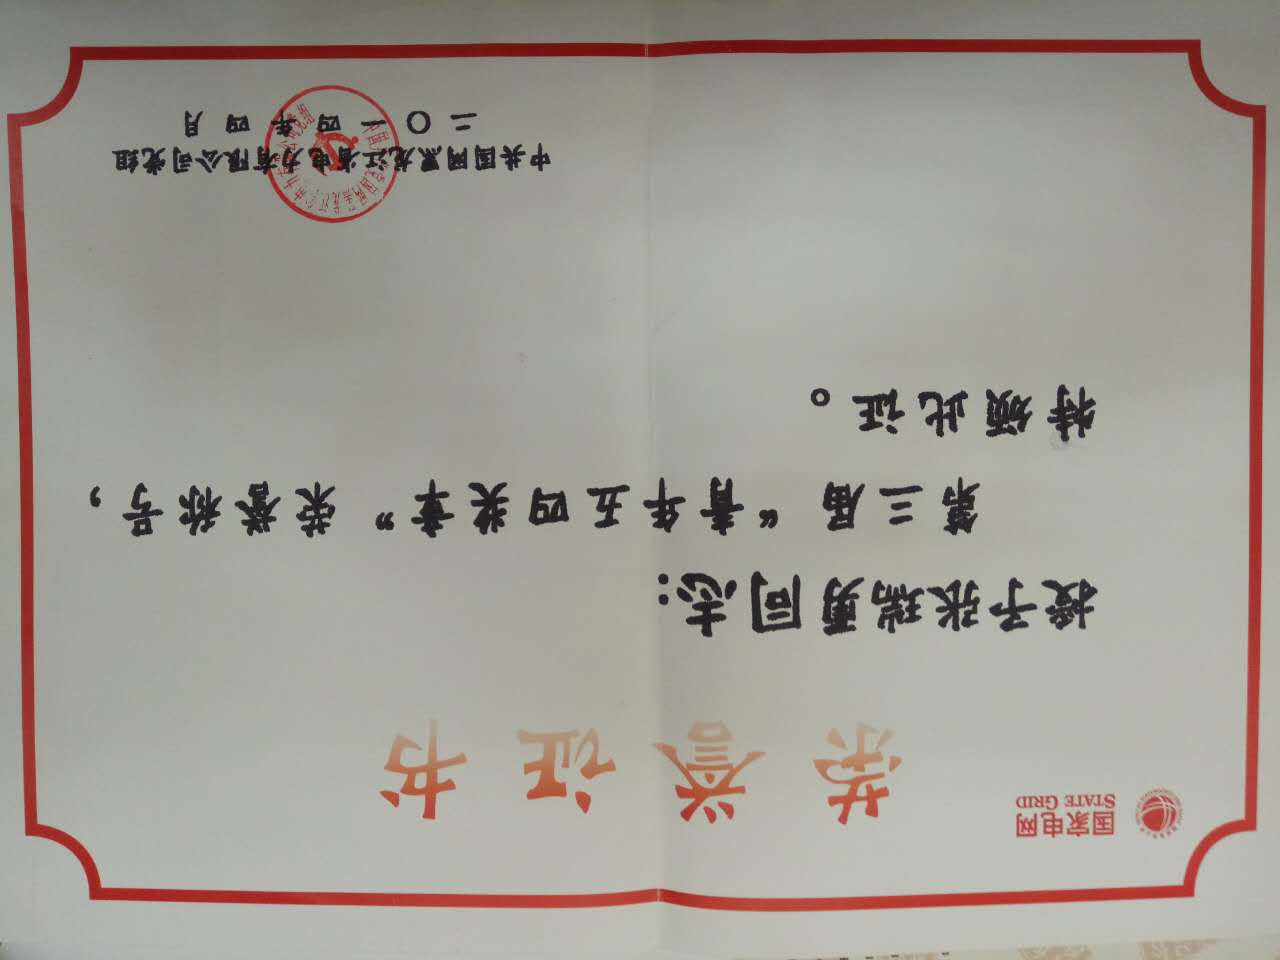 国家电网
STATE GRID
荣誉证书
授予张瑞勇同志：
第三届“青年五四奖章”荣誉称号，
特颁此证。
中共国网黑龙江省电力有限公司党组
二〇一四年四月